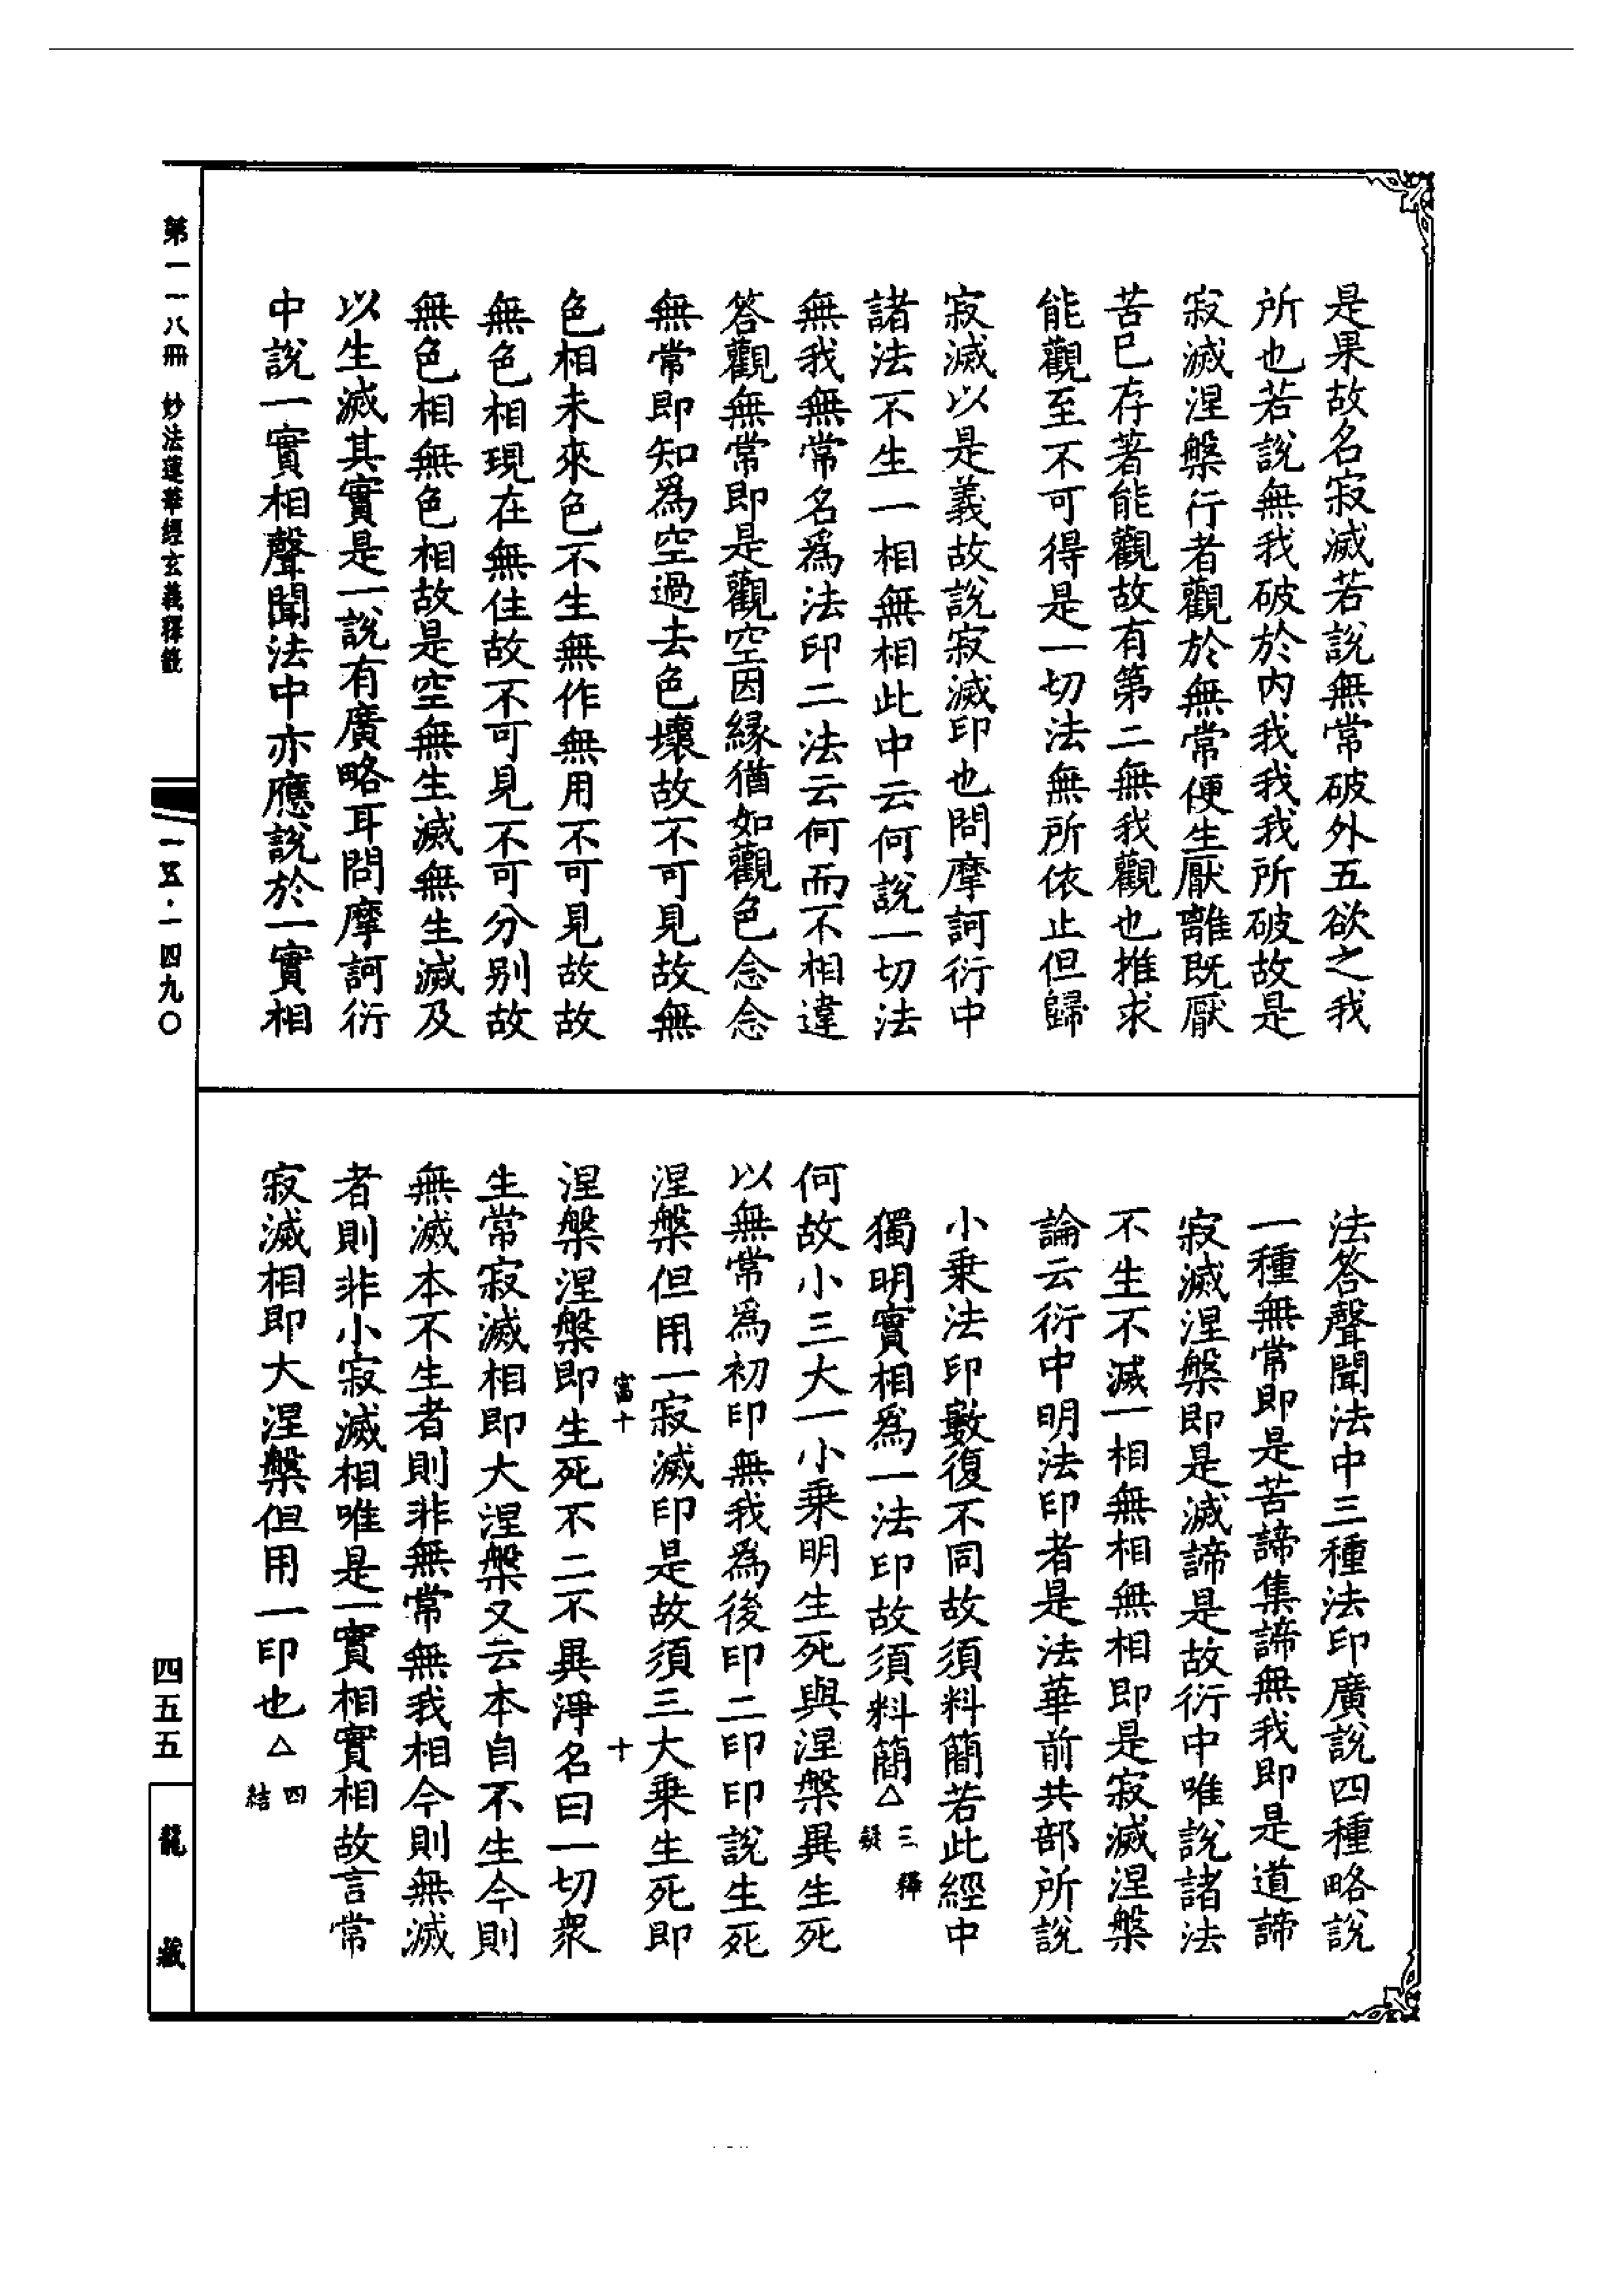 是果故名寂滅若說無常破外五欲之我
所也若說無我破於內我我我所破故是
寂滅涅槃行者觀於無常便生厭離既厭
苦已存著能觀故有第二無我觀也推求
能觀至不可得是一切法無所依止但歸
寂滅以是義故說寂滅印也問摩訶衍中
諸法不生一相無相此中云何說一切法
無我無常名爲法印二法云何而不相違
答觀無常即是觀空因緣猶如觀色念念
無常即知爲空過去色壞故不可見故無
色相未來色不生無作無用不可見故故
無色相現在無住故不可見不可分别故
無色相無色相故是空無生滅無生滅及
以生滅其實是一說有廣略耳問摩訶衍
中說一實相聲聞法中亦應說於一實相
法答聲聞法中三種法印廣說四種略說
一種無常即是苦諦集諦無我即是道諦
寂滅涅槃即是滅諦是故衍中唯說諸法
不生不滅一相無相無相即是寂滅涅槃
論云衍中明法印者是法華前共部所說
小乘法印數復不同故須料簡若此經中
獨明實相爲一法印故須料簡△三釋疑
何故小三大一小乘明生死與涅槃異生死
以無常爲初印無我爲後印二印印說生死
涅槃但用一寂滅印是故須三大乘生死即
富十 十
涅槃涅槃即生死不二不異淨名曰一切衆
生常寂滅相即大涅槃又云本自不生今則
無滅本不生者則非無常無我相今則無滅
者則非小寂滅相唯是一實相實相故言常
寂滅相即大涅槃但用一印也△四結
第一一八冊 妙法蓮華經玄義釋籤
一五·一四九〇
四五五
龍藏